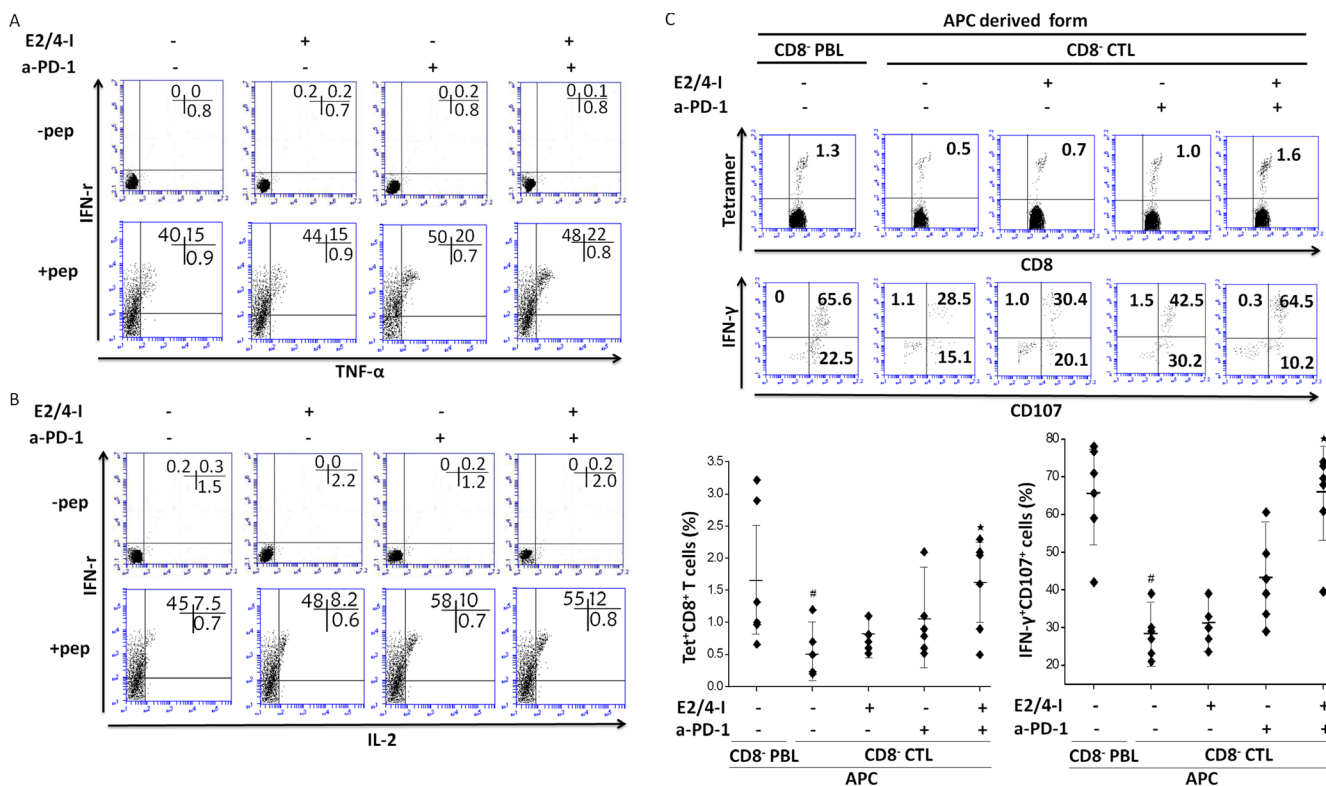 A
E2/4-I - + - +
a-PD-1 - - + +
-pep
0 0 0.8
0.2 0.2 0.7
0 0.2 0.8
0 0.1 0.8
IFN-r
+pep
40 15 0.9
44 15 0.9
50 20 0.7
48 22 0.8
TNF-α
B
E2/4-I - + - +
a-PD-1 - - + +
-pep
0.2 0.3 1.5
0 0 2.2
0 0.2 1.2
0 0.2 2.0
IFN-r
+pep
45 7.5 0.7
48 8.2 0.6
58 10 0.7
55 12 0.8
IL-2
C
APC derived form
CD8⁻ PBL CD8⁻ CTL
E2/4-I - - + - +
a-PD-1 - - - + +
Tetramer
1.3 0.5 0.7 1.0 1.6
CD8
IFN-γ
0 65.6 22.5
1.1 28.5 15.1
1.0 30.4 20.1
1.5 42.5 30.2
0.3 64.5 10.2
CD107
Tet⁺CD8⁺ T cells (%)
3.5
3.0
2.5
2.0
1.5
1.0
0.5
0.0
#
★
E2/4-I - - + - +
a-PD-1 - - - + +
CD8⁻ PBL CD8⁻ CTL
APC
IFN-γ⁺CD107⁺ cells (%)
80
70
60
50
40
30
20
#
★
E2/4-I - - + - +
a-PD-1 - - - + +
CD8⁻ PBL CD8⁻ CTL
APC